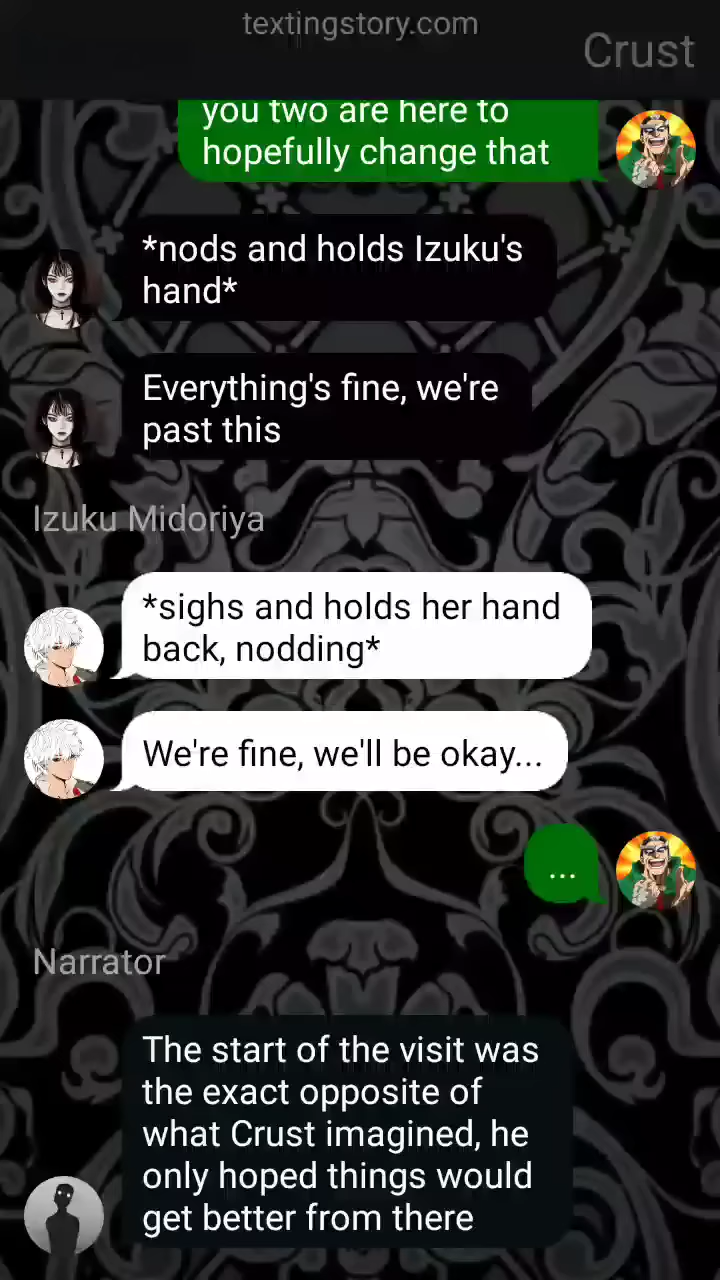 textingstory.com
Crust
you two are here to
hopefully change that
*nods and holds Izuku's
hand*
Everything's fine, we're
past this
Izuku Midoriya
*sighs and holds her hand
back, nodding*
We're fine, we'll be okay...
...
Narrator
The start of the visit was
the exact opposite of
what Crust imagined, he
only hoped things would
get better from there